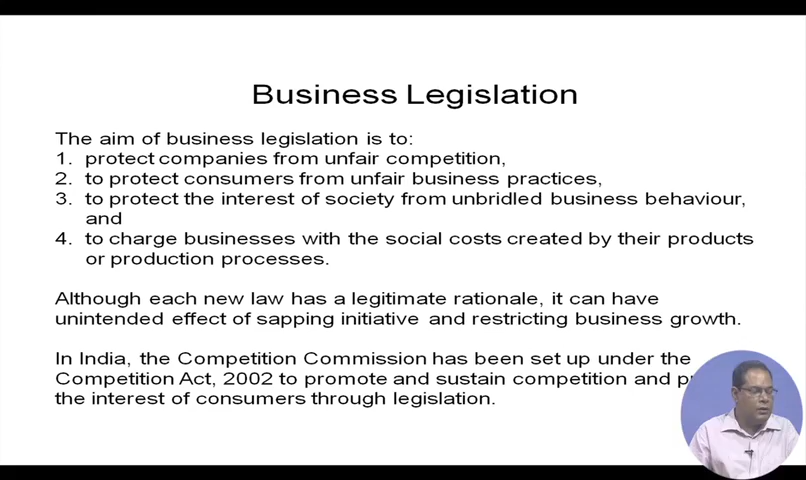 Business Legislation
The aim of business legislation is to:
1. protect companies from unfair competition,
2. to protect consumers from unfair business practices,
3. to protect the interest of society from unbridled business behaviour,
and
4. to charge businesses with the social costs created by their products
or production processes.
Although each new law has a legitimate rationale, it can have
unintended effect of sapping initiative and restricting business growth.
In India, the Competition Commission has been set up under the
Competition Act, 2002 to promote and sustain competition and
the interest of consumers through legislation.